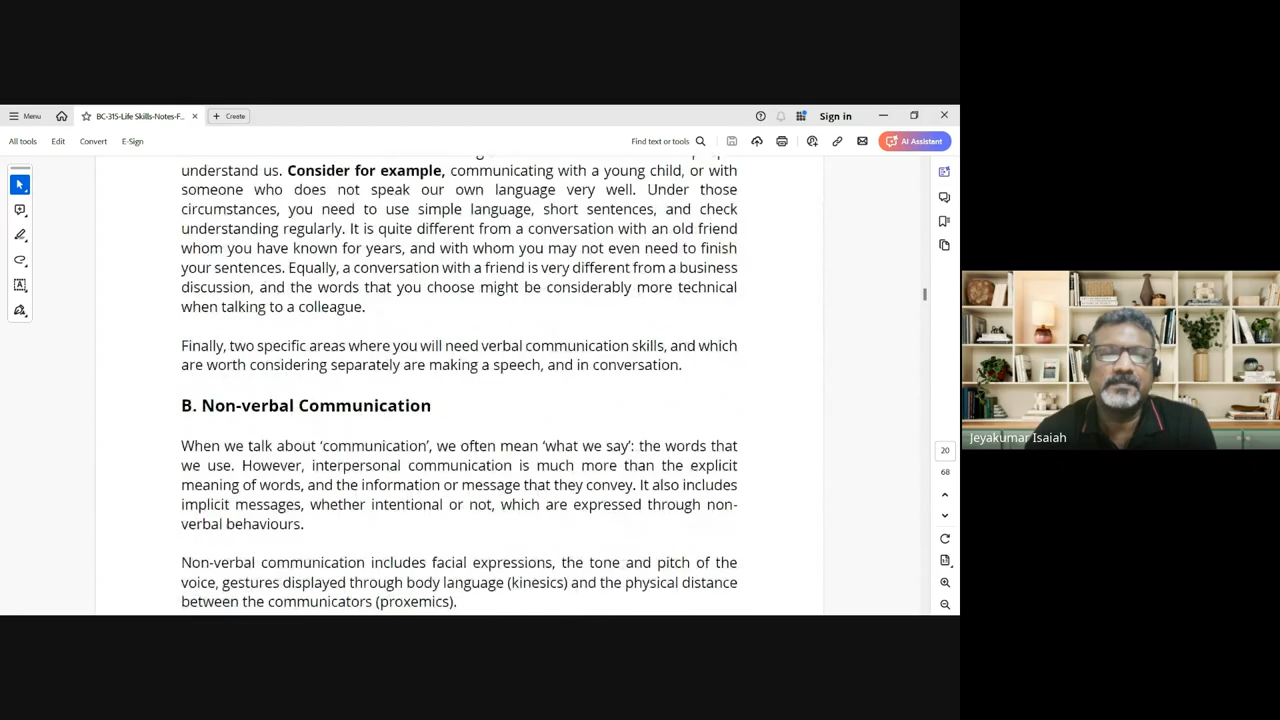 Menu
BC-315-Life Skills-Notes-F...
Create
Sign in
All tools
Edit
Convert
E-Sign
Find text or tools
AI Assistant
understand us. Consider for example, communicating with a young child, or with
someone who does not speak our own language very well. Under those
circumstances, you need to use simple language, short sentences, and check
understanding regularly. It is quite different from a conversation with an old friend
whom you have known for years, and with whom you may not even need to finish
your sentences. Equally, a conversation with a friend is very different from a business
discussion, and the words that you choose might be considerably more technical
when talking to a colleague.
Finally, two specific areas where you will need verbal communication skills, and which
are worth considering separately are making a speech, and in conversation.
B. Non-verbal Communication
When we talk about ‘communication’, we often mean ‘what we say’: the words that
we use. However, interpersonal communication is much more than the explicit
meaning of words, and the information or message that they convey. It also includes
implicit messages, whether intentional or not, which are expressed through non-
verbal behaviours.
Non-verbal communication includes facial expressions, the tone and pitch of the
voice, gestures displayed through body language (kinesics) and the physical distance
between the communicators (proxemics).
20
68
Jeyakumar Isaiah